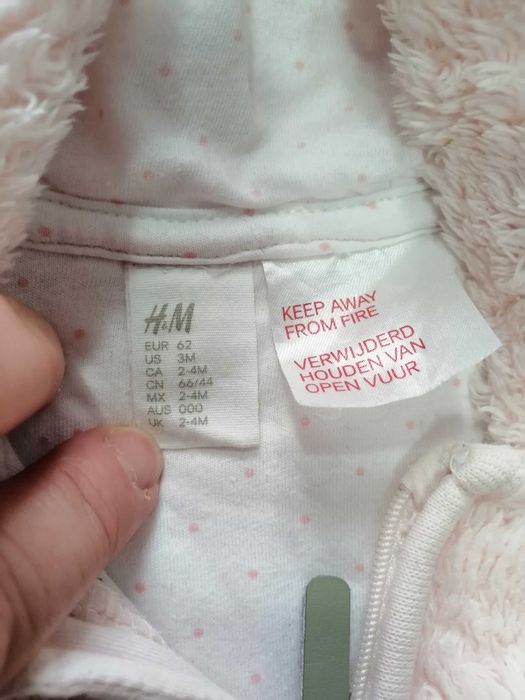 H&M
EUR 62
US 3M
CA 2-4M
CN 66/44
MX 2-4M
AUS 000
UK 2-4M
KEEP AWAY
FROM FIRE
VERWIJDERD
HOUDEN VAN
OPEN VUUR